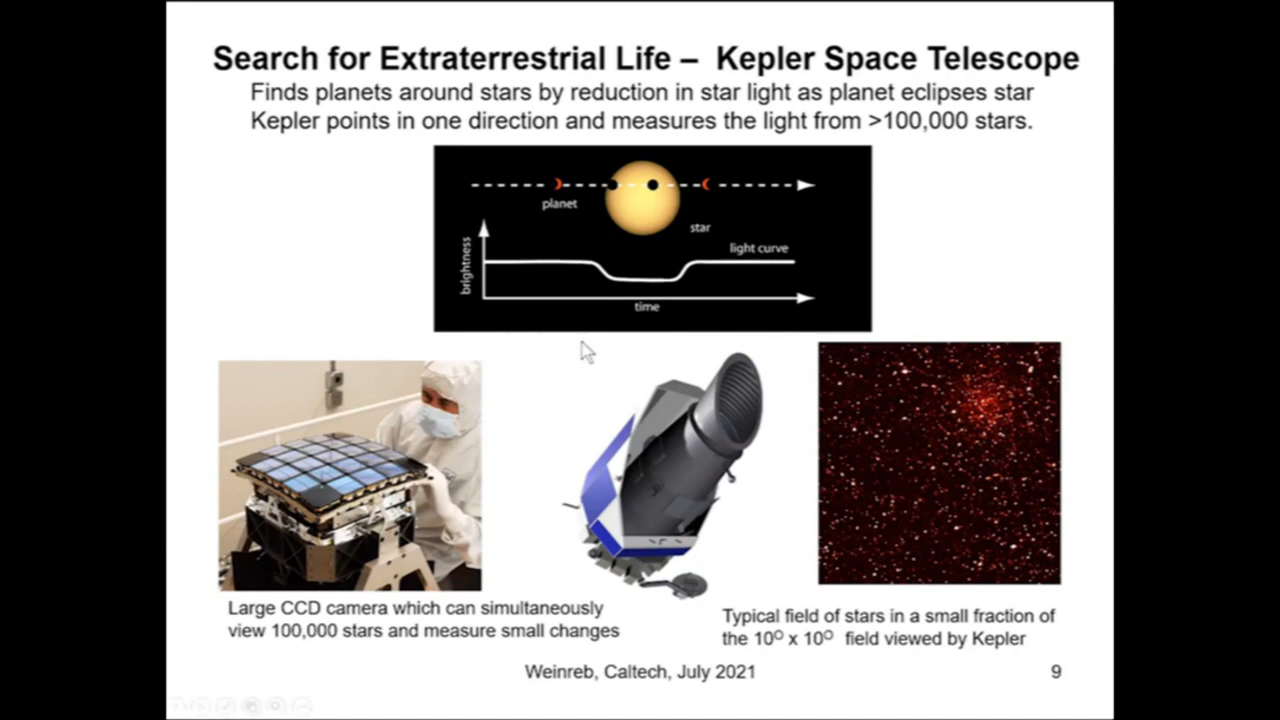 Search for Extraterrestrial Life – Kepler Space Telescope
Finds planets around stars by reduction in star light as planet eclipses star
Kepler points in one direction and measures the light from >100,000 stars.
planet
star
light curve
brightness
time
Large CCD camera which can simultaneously
view 100,000 stars and measure small changes
Typical field of stars in a small fraction of
the 10° x 10° field viewed by Kepler
Weinreb, Caltech, July 2021
9